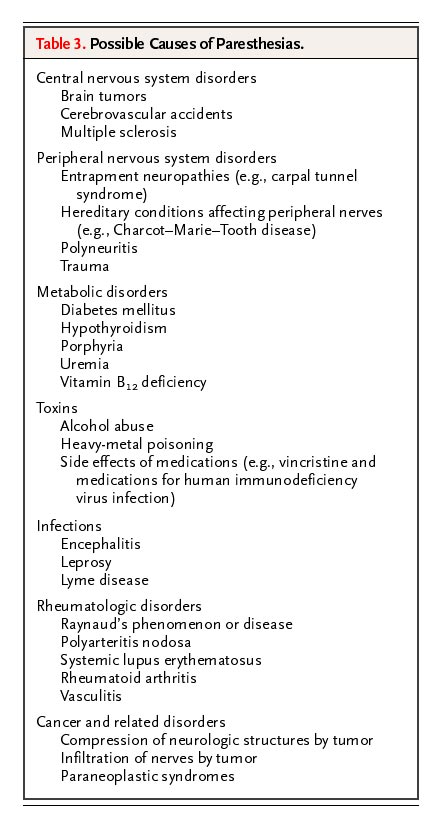 Table 3. Possible Causes of Paresthesias.
Central nervous system disorders
Brain tumors
Cerebrovascular accidents
Multiple sclerosis
Peripheral nervous system disorders
Entrapment neuropathies (e.g., carpal tunnel
syndrome)
Hereditary conditions affecting peripheral nerves
(e.g., Charcot–Marie–Tooth disease)
Polyneuritis
Trauma
Metabolic disorders
Diabetes mellitus
Hypothyroidism
Porphyria
Uremia
Vitamin B₁₂ deficiency
Toxins
Alcohol abuse
Heavy-metal poisoning
Side effects of medications (e.g., vincristine and
medications for human immunodeficiency
virus infection)
Infections
Encephalitis
Leprosy
Lyme disease
Rheumatologic disorders
Raynaud’s phenomenon or disease
Polyarteritis nodosa
Systemic lupus erythematosus
Rheumatoid arthritis
Vasculitis
Cancer and related disorders
Compression of neurologic structures by tumor
Infiltration of nerves by tumor
Paraneoplastic syndromes